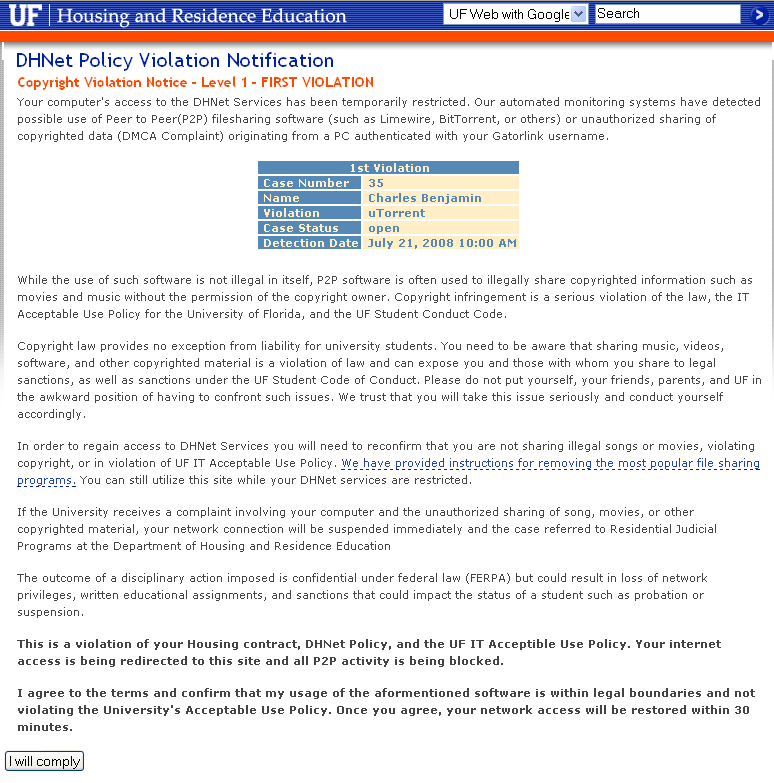 UF Housing and Residence Education
UF Web with Google
Search
DHNet Policy Violation Notification
Copyright Violation Notice - Level 1 - FIRST VIOLATION
Your computer's access to the DHNet Services has been temporarily restricted. Our automated monitoring systems have detected
possible use of Peer to Peer(P2P) filesharing software (such as Limewire, BitTorrent, or others) or unauthorized sharing of
copyrighted data (DMCA Complaint) originating from a PC authenticated with your Gatorlink username.
1st Violation
Case Number 35
Name Charles Benjamin
Violation uTorrent
Case Status open
Detection Date July 21, 2008 10:00 AM
While the use of such software is not illegal in itself, P2P software is often used to illegally share copyrighted information such as
movies and music without the permission of the copyright owner. Copyright infringement is a serious violation of the law, the IT
Acceptable Use Policy for the University of Florida, and the UF Student Conduct Code.
Copyright law provides no exception from liability for university students. You need to be aware that sharing music, videos,
software, and other copyrighted material is a violation of law and can expose you and those with whom you share to legal
sanctions, as well as sanctions under the UF Student Code of Conduct. Please do not put yourself, your friends, parents, and UF in
the awkward position of having to confront such issues. We trust that you will take this issue seriously and conduct yourself
accordingly.
In order to regain access to DHNet Services you will need to reconfirm that you are not sharing illegal songs or movies, violating
copyright, or in violation of UF IT Acceptable Use Policy. We have provided instructions for removing the most popular file sharing
programs. You can still utilize this site while your DHNet services are restricted.
If the University receives a complaint involving your computer and the unauthorized sharing of song, movies, or other
copyrighted material, your network connection will be suspended immediately and the case referred to Residential Judicial
Programs at the Department of Housing and Residence Education
The outcome of a disciplinary action imposed is confidential under federal law (FERPA) but could result in loss of network
privileges, written educational assignments, and sanctions that could impact the status of a student such as probation or
suspension.
This is a violation of your Housing contract, DHNet Policy, and the UF IT Acceptible Use Policy. Your internet
access is being redirected to this site and all P2P activity is being blocked.
I agree to the terms and confirm that my usage of the aformentioned software is within legal boundaries and not
violating the University's Acceptable Use Policy. Once you agree, your network access will be restored within 30
minutes.
I will comply